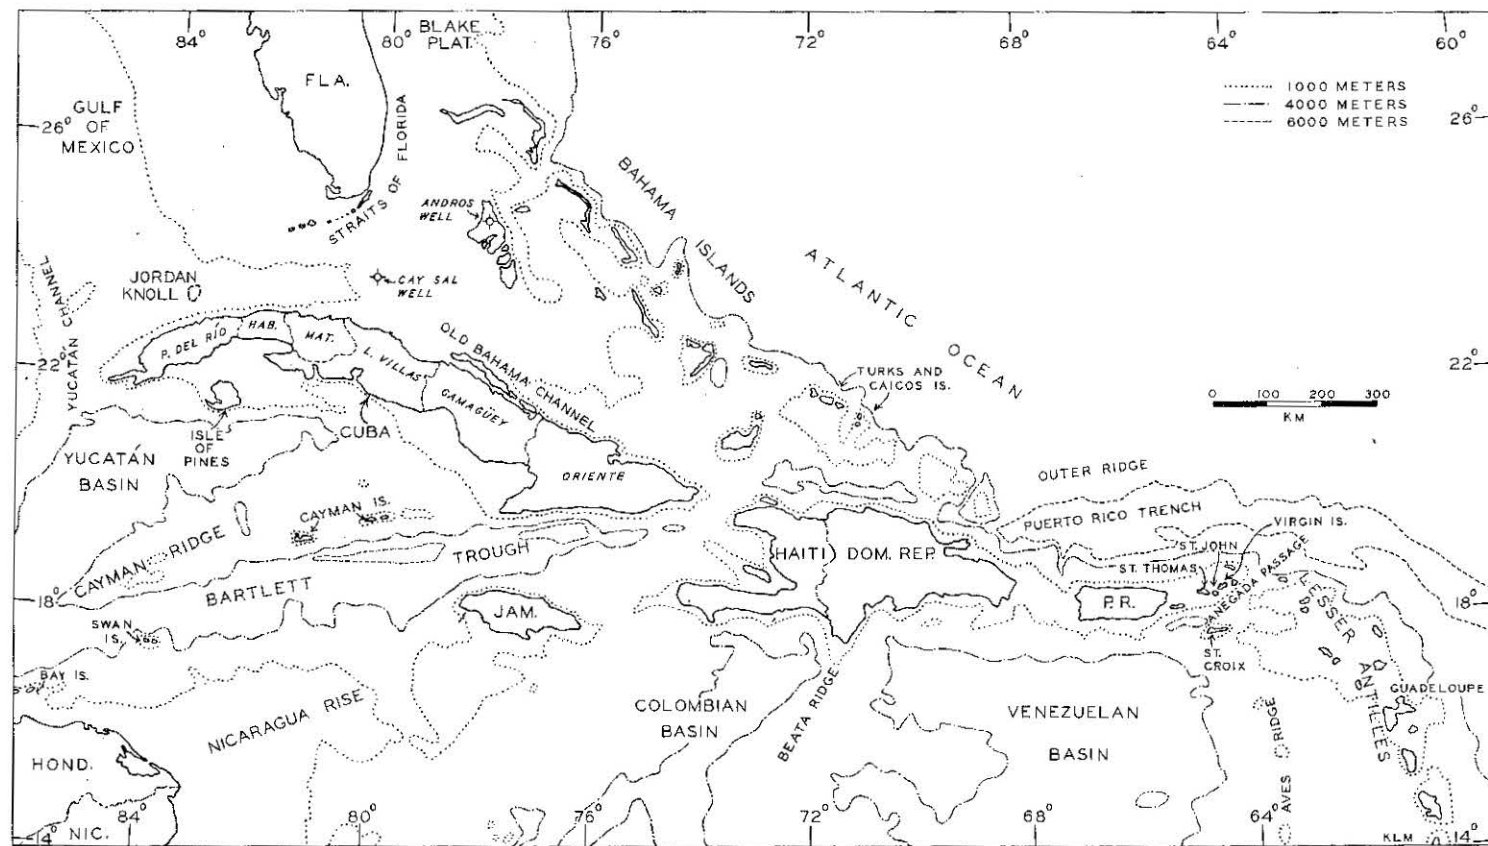 84°
80°
76°
72°
68°
64°
60°
BLAKE
PLAT.
FLA.
GULF
OF
MEXICO
26°
STRAITS OF FLORIDA
1000 METERS
4000 METERS
6000 METERS
26°
BAHAMA
ISLANDS
ANDROS
WELL
ATLANTIC
OCEAN
YUCATÁN CHANNEL
JORDAN
KNOLL
CAY SAL
WELL
22°
P. DEL RÍO
HAB.
MAT.
L. VILLAS
CAMAGÜEY
ORIENTE
OLD BAHAMA CHANNEL
22°
TURKS AND
CAICOS IS.
0 100 200 300
KM
ISLE
OF
PINES
CUBA
YUCATÁN
BASIN
CAYMAN IS.
CAYMAN RIDGE
BARTLETT
TROUGH
OUTER RIDGE
PUERTO RICO TRENCH
VIRGIN IS.
ST. JOHN
ST. THOMAS
ANEGADA PASSAGE
HAITI
DOM. REP.
P.R.
18°
18°
JAM.
SWAN
IS.
ST.
CROIX
LESSER
ANTILLES
BAY IS.
GUADELOUPE
NICARAGUA RISE
COLOMBIAN
BASIN
BEATA RIDGE
VENEZUELAN
BASIN
AVES RIDGE
HOND.
NIC.
14°
84°
80°
76°
72°
68°
64°
KLM
14°